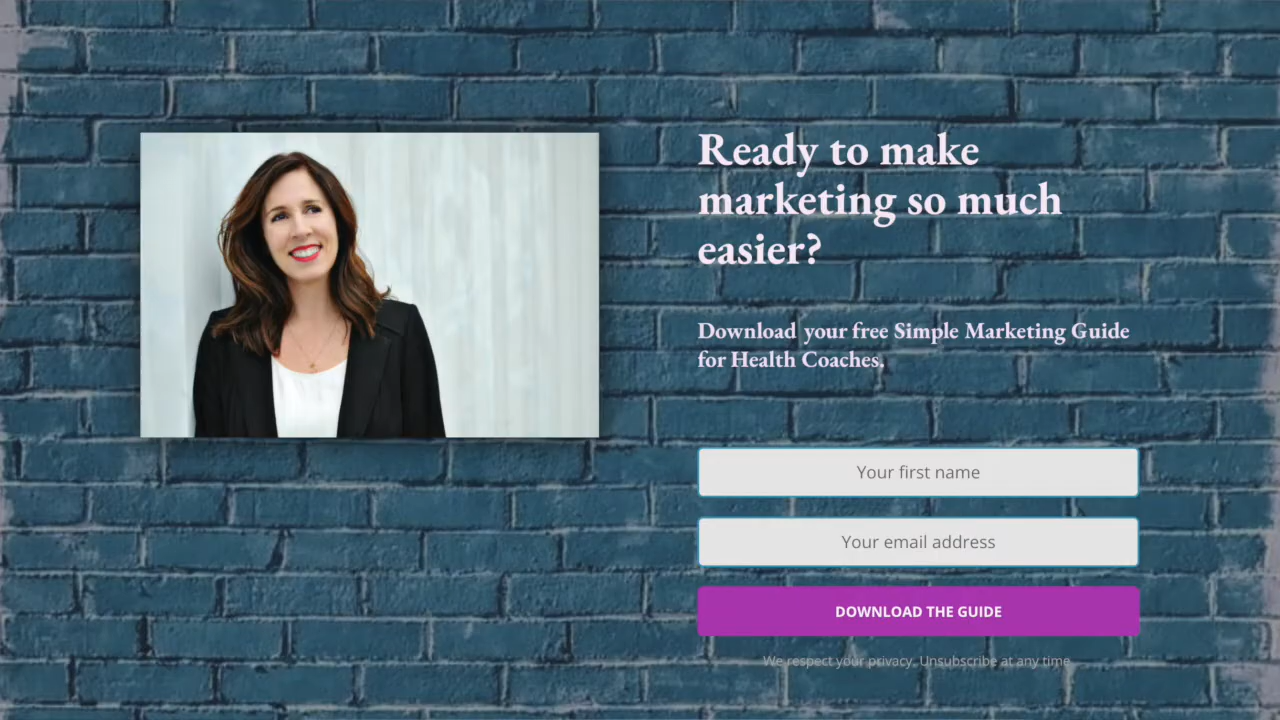 Ready to make
marketing so much
easier?
Download your free Simple Marketing Guide
for Health Coaches.
Your first name
Your email address
DOWNLOAD THE GUIDE
We respect your privacy. Unsubscribe at any time